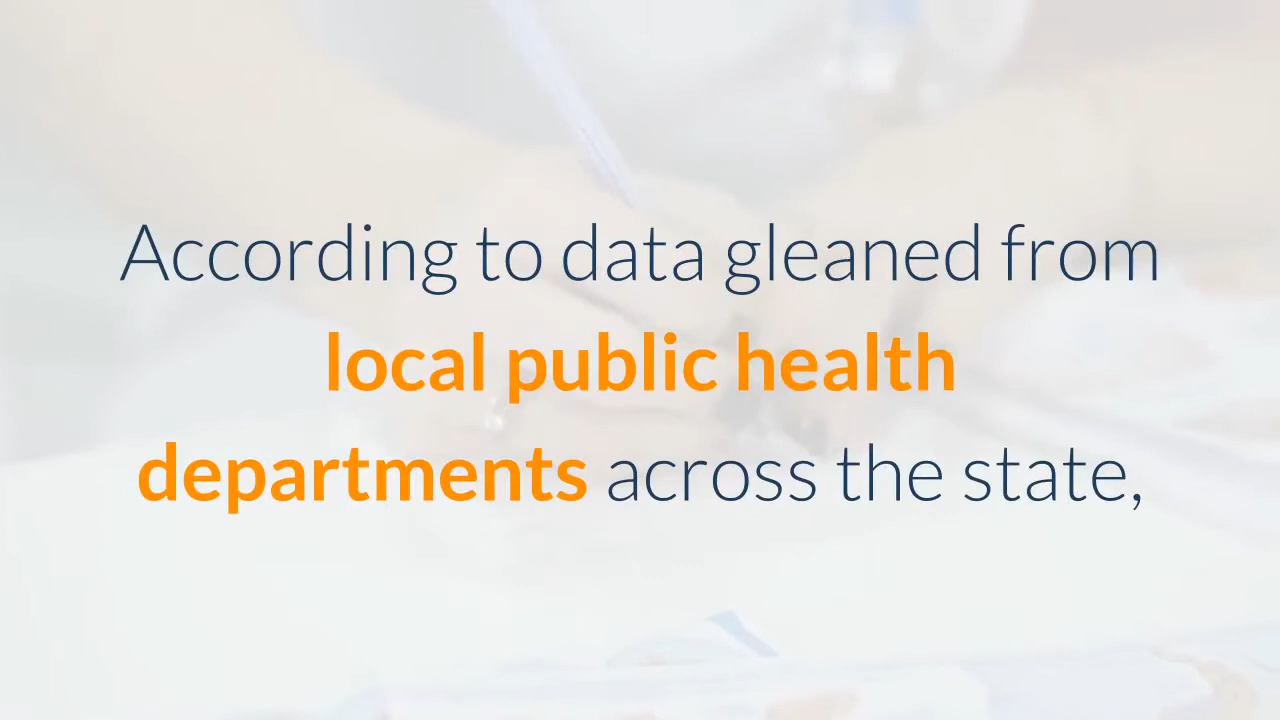 According to data gleaned from
local public health
departments across the state,